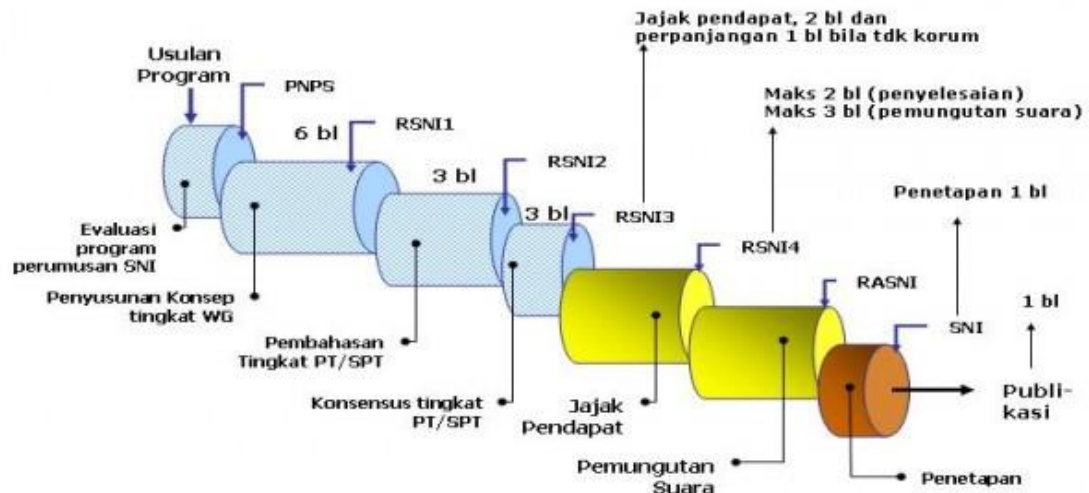 Jajak pendapat, 2 bl dan
perpanjangan 1 bl bila tdk korum
Usulan
Program
PNPS
Maks 2 bl (penyelesaian)
Maks 3 bl (pemungutan suara)
6 bl
RSNI1
3 bl
RSNI2
Penetapan 1 bl
3 bl
RSNI3
Evaluasi
program
perumusan SNI
RSNI4
Penyusunan Konsep
tingkat WG
RASNI
1 bl
Pembahasan
Tingkat PT/SPT
SNI
Konsensus tingkat
PT/SPT
Jajak
Pendapat
Publi-
kasi
Pemungutan
Suara
Penetapan